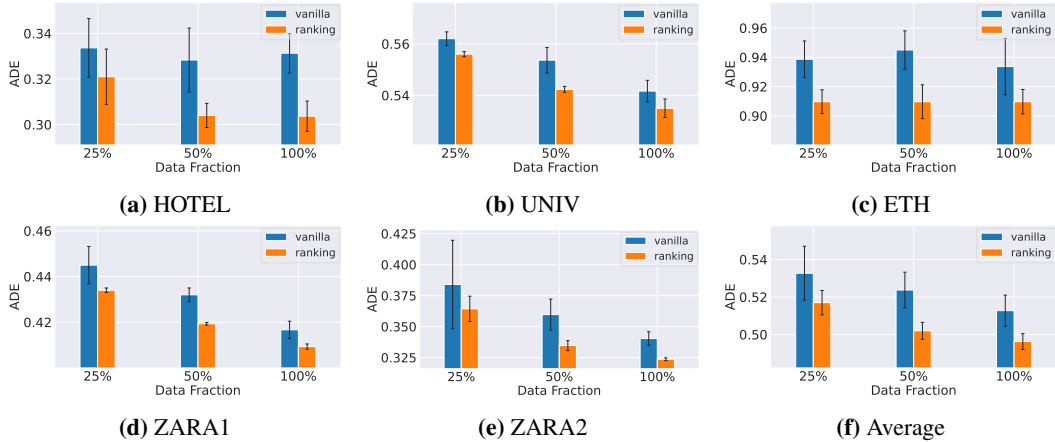 0.34
0.32
0.30
ADE
vanilla
ranking
25%
50%
100%
Data Fraction
(a) HOTEL
0.56
0.54
ADE
vanilla
ranking
25%
50%
100%
Data Fraction
(b) UNIV
0.96
0.94
0.92
0.90
ADE
vanilla
ranking
25%
50%
100%
Data Fraction
(c) ETH
0.46
0.44
0.42
ADE
vanilla
ranking
25%
50%
100%
Data Fraction
(d) ZARA1
0.425
0.400
0.375
0.350
0.325
ADE
vanilla
ranking
25%
50%
100%
Data Fraction
(e) ZARA2
0.54
0.52
0.50
ADE
vanilla
ranking
25%
50%
100%
Data Fraction
(f) Average